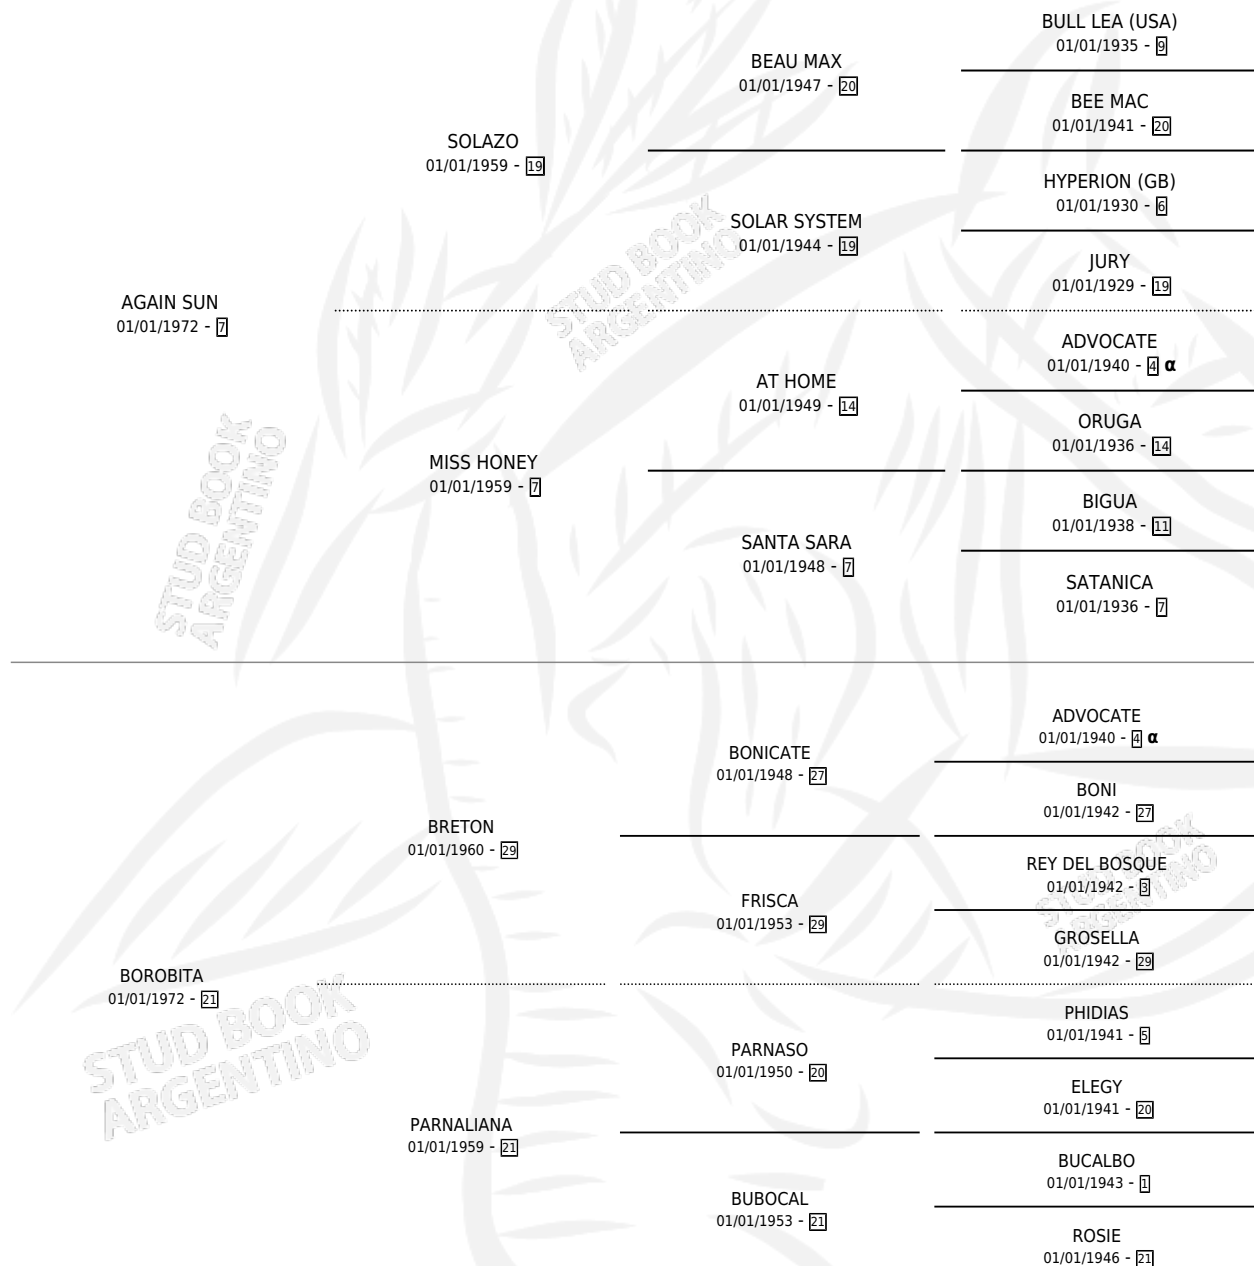 BULL LEA (USA)
01/01/1935 - 9
BEAU MAX
01/01/1947 - 20
BEE MAC
01/01/1941 - 20
SOLAZO
01/01/1959 - 19
HYPERION (GB)
01/01/1930 - 6
SOLAR SYSTEM
01/01/1944 - 19
JURY
01/01/1929 - 19
AGAIN SUN
01/01/1972 - 7
ADVOCATE
01/01/1940 - 4 α
AT HOME
01/01/1949 - 14
ORUGA
01/01/1936 - 14
MISS HONEY
01/01/1959 - 7
BIGUA
01/01/1938 - 11
SANTA SARA
01/01/1948 - 7
SATANICA
01/01/1936 - 7
ADVOCATE
01/01/1940 - 4 α
BONICATE
01/01/1948 - 27
BONI
01/01/1942 - 27
BRETON
01/01/1960 - 29
REY DEL BOSQUE
01/01/1942 - 3
FRISCA
01/01/1953 - 29
GROSELLA
01/01/1942 - 29
BOROBITA
01/01/1972 - 21
PHIDIAS
01/01/1941 - 5
PARNASO
01/01/1950 - 20
ELEGY
01/01/1941 - 20
PARNALIANA
01/01/1959 - 21
BUCALBO
01/01/1943 - 1
BUBOCAL
01/01/1953 - 21
ROSIE
01/01/1946 - 21
STUD BOOK
ARGENTINO
STUD BOOK
ARGENTINO
STUD BOOK
ARGENTINO
STUD BOOK
ARGENTINO